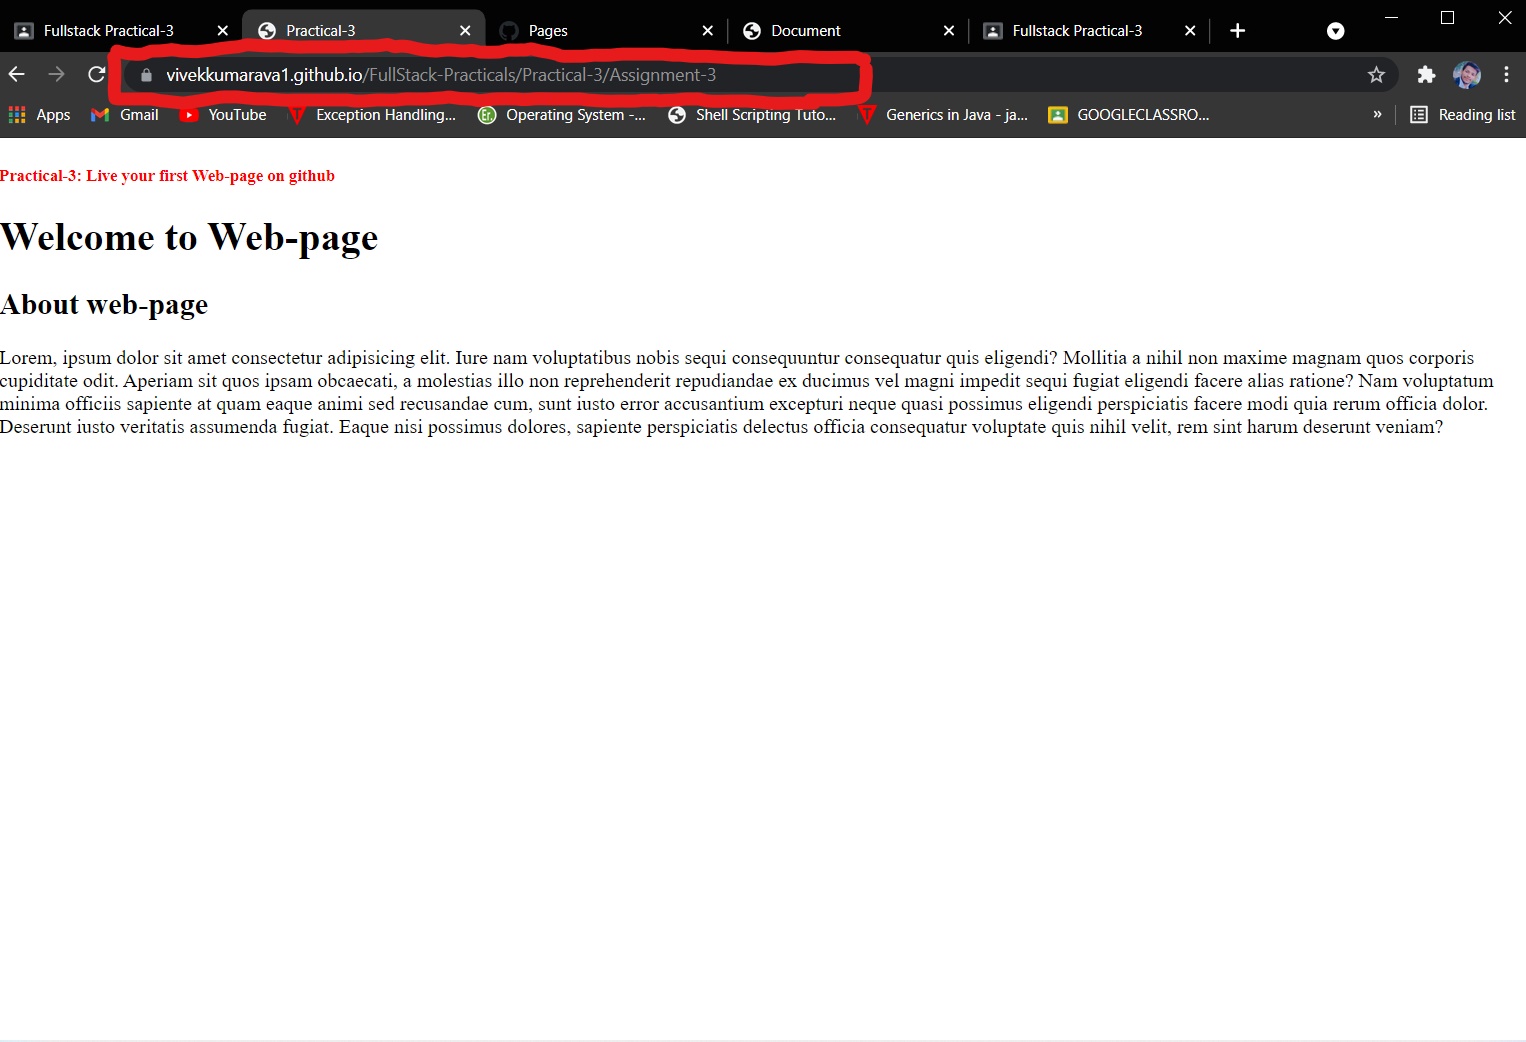 Fullstack Practical-3
Practical-3
Pages
Document
Fullstack Practical-3
vivekkumarava1.github.io/FullStack-Practicals/Practical-3/Assignment-3
Apps
Gmail
YouTube
Exception Handling...
Operating System -...
Shell Scripting Tuto...
Generics in Java - ja...
GOOGLECLASSRO...
»
Reading list
Practical-3: Live your first Web-page on github
Welcome to Web-page
About web-page
Lorem, ipsum dolor sit amet consectetur adipisicing elit. Iure nam voluptatibus nobis sequi consequuntur consequatur quis eligendi? Mollitia a nihil non maxime magnam quos corporis
cupiditate odit. Aperiam sit quos ipsam obcaecati, a molestias illo non reprehenderit repudiandae ex ducimus vel magni impedit sequi fugiat eligendi facere alias ratione? Nam voluptatum
minima officiis sapiente at quam eaque animi sed recusandae cum, sunt iusto error accusantium excepturi neque quasi possimus eligendi perspiciatis facere modi quia rerum officia dolor.
Deserunt iusto veritatis assumenda fugiat. Eaque nisi possimus dolores, sapiente perspiciatis delectus officia consequatur voluptate quis nihil velit, rem sint harum deserunt veniam?